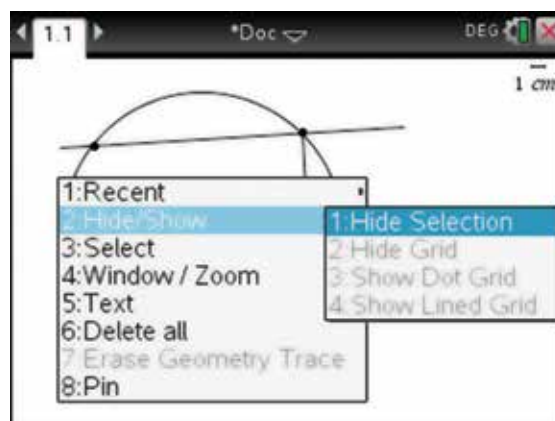 1.1 *Doc DEG
1 cm
1:Recent
2:Hide/Show
3:Select
4:Window / Zoom
5:Text
6:Delete all
7 Erase Geometry Trace
8:Pin
1:Hide Selection
2 Hide Grid
3 Show Dot Grid
4 Show Lined Grid